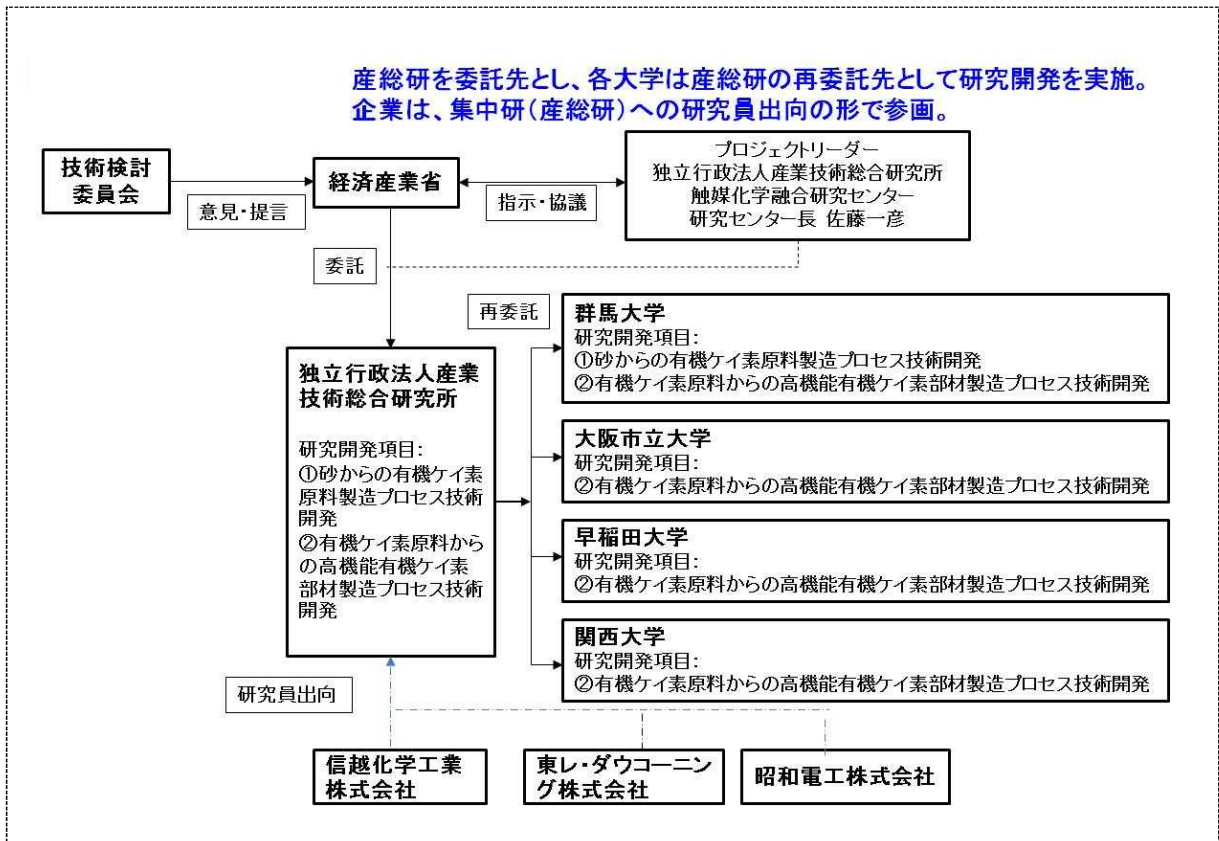 産総研を委託先とし、各大学は産総研の再委託先として研究開発を実施。
企業は、集中研(産総研)への研究員出向の形で参画。
技術検討
委員会
意見・提言
経済産業省
指示・協議
プロジェクトリーダー
独立行政法人産業技術総合研究所
触媒化学融合研究センター
研究センター長 佐藤一彦
委託
再委託
独立行政法人産業
技術総合研究所
研究開発項目:
①砂からの有機ケイ素
原料製造プロセス技術
開発
②有機ケイ素原料から
の高機能有機ケイ素
部材製造プロセス技術
開発
群馬大学
研究開発項目:
①砂からの有機ケイ素原料製造プロセス技術開発
②有機ケイ素原料からの高機能有機ケイ素部材製造プロセス技術開発
大阪市立大学
研究開発項目:
②有機ケイ素原料からの高機能有機ケイ素部材製造プロセス技術開発
早稲田大学
研究開発項目:
②有機ケイ素原料からの高機能有機ケイ素部材製造プロセス技術開発
関西大学
研究開発項目:
②有機ケイ素原料からの高機能有機ケイ素部材製造プロセス技術開発
研究員出向
信越化学工業
株式会社
東レ・ダウコーニン
グ株式会社
昭和電工株式会社